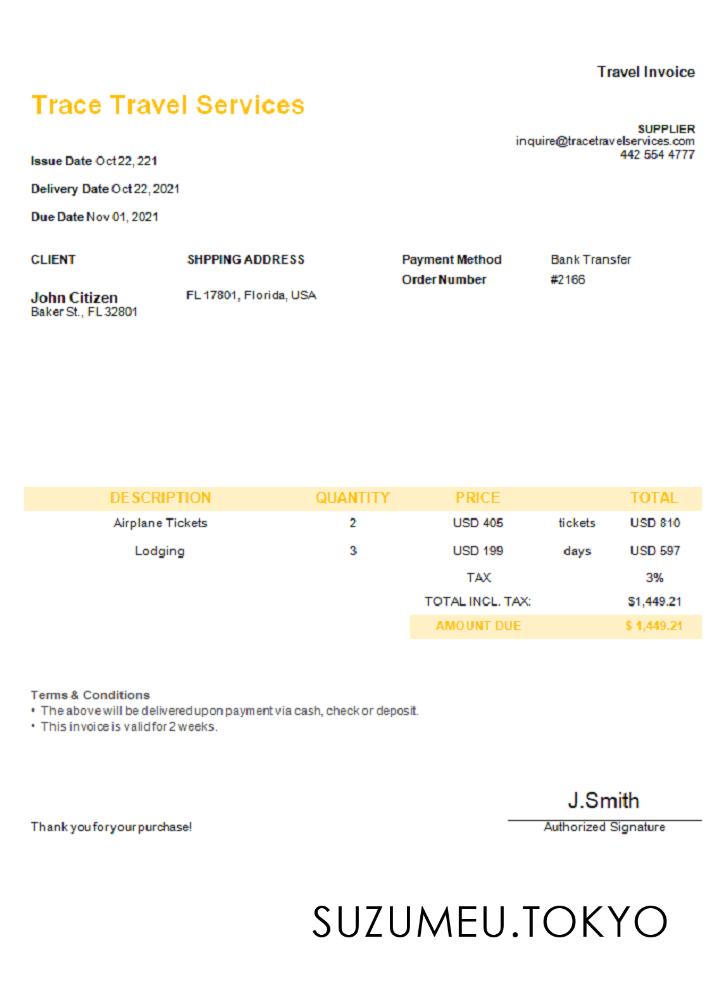 Travel Invoice
Trace Travel Services
SUPPLIER
inquire@tracetravelservices.com
442 554 4777
Issue Date Oct 22, 221
Delivery Date Oct 22, 2021
Due Date Nov 01, 2021
CLIENT SHPPING ADDRESS Payment Method Bank Transfer
Order Number #2166
John Citizen FL 17801, Florida, USA
Baker St., FL 32801
DESCRIPTION QUANTITY PRICE TOTAL
Airplane Tickets 2 USD 405 tickets USD 810
Lodging 3 USD 199 days USD 597
TAX 3%
TOTAL INCL. TAX: $1,449.21
AMOUNT DUE $ 1,449.21
Terms & Conditions
• The above will be delivered upon payment via cash, check or deposit.
• This invoice is valid for 2 weeks.
J.Smith
Thank you for your purchase! Authorized Signature
SUZUMEU.TOKYO